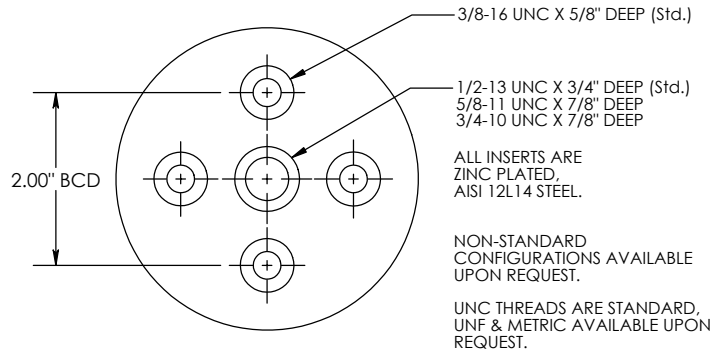 3/8-16 UNC X 5/8" DEEP (Std.)
1/2-13 UNC X 3/4" DEEP (Std.)
5/8-11 UNC X 7/8" DEEP
3/4-10 UNC X 7/8" DEEP
2.00" BCD
ALL INSERTS ARE
ZINC PLATED,
AISI 12L14 STEEL.
NON-STANDARD
CONFIGURATIONS AVAILABLE
UPON REQUEST.
UNC THREADS ARE STANDARD,
UNF & METRIC AVAILABLE UPON
REQUEST.